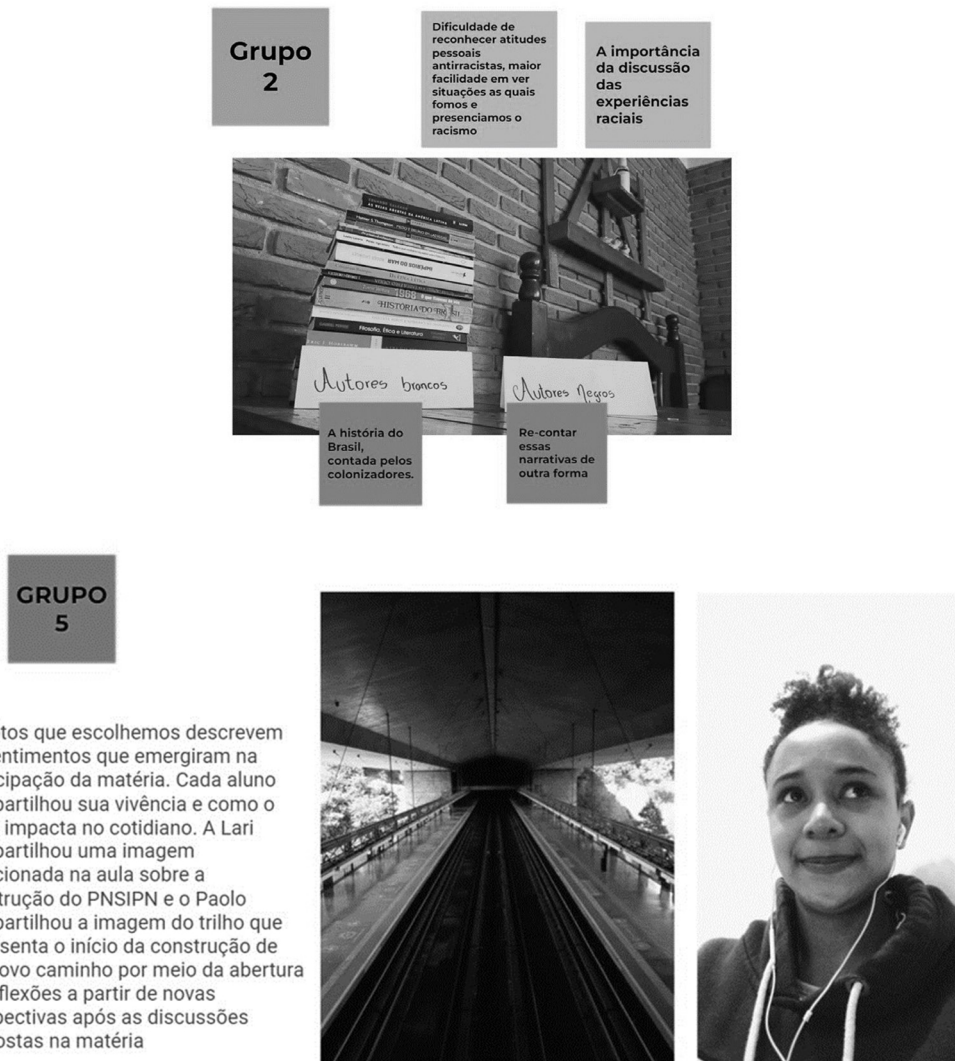 Grupo
2
Dificuldade de
reconhecer atitudes
pessoais
antirracistas, maior
facilidade em ver
situações as quais
fomos e
presenciamos o
racismo
A importância
da discussão
das
experiências
raciais
IMPÉRIOS DO MAR
1968
HISTÓRIA DO
Filosofia, Ética e Literatura
Autores brancos
Autores Negros
A história do
Brasil,
contada pelos
colonizadores.
Re-contar
essas
narrativas de
outra forma
GRUPO
5
tos que escolhemos descrevem
entimentos que emergiram na
cipação da matéria. Cada aluno
partilhou sua vivência e como o
impacta no cotidiano. A Lari
partilhou uma imagem
cionada na aula sobre a
trução do PNSIPN e o Paolo
partilhou a imagem do trilho que
senta o início da construção de
ovo caminho por meio da abertura
flexões a partir de novas
pectivas após as discussões
ostas na matéria